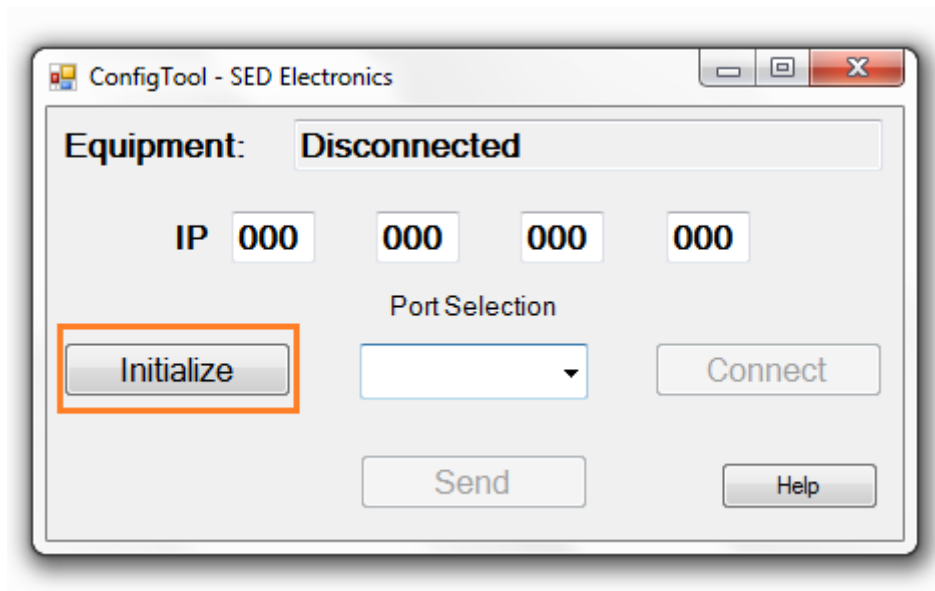 ConfigTool - SED Electronics
Equipment: Disconnected
IP 000 000 000 000
Port Selection
Initialize Connect
Send Help